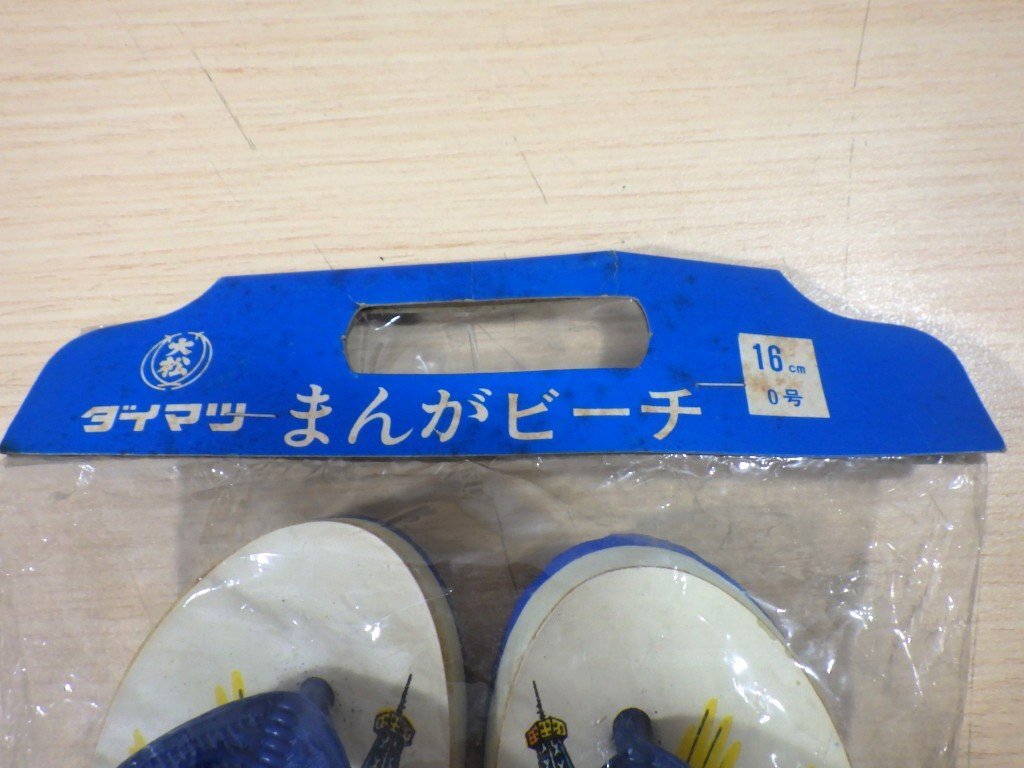 大松
ダイマツ
まんがビーチ
16cm
0号